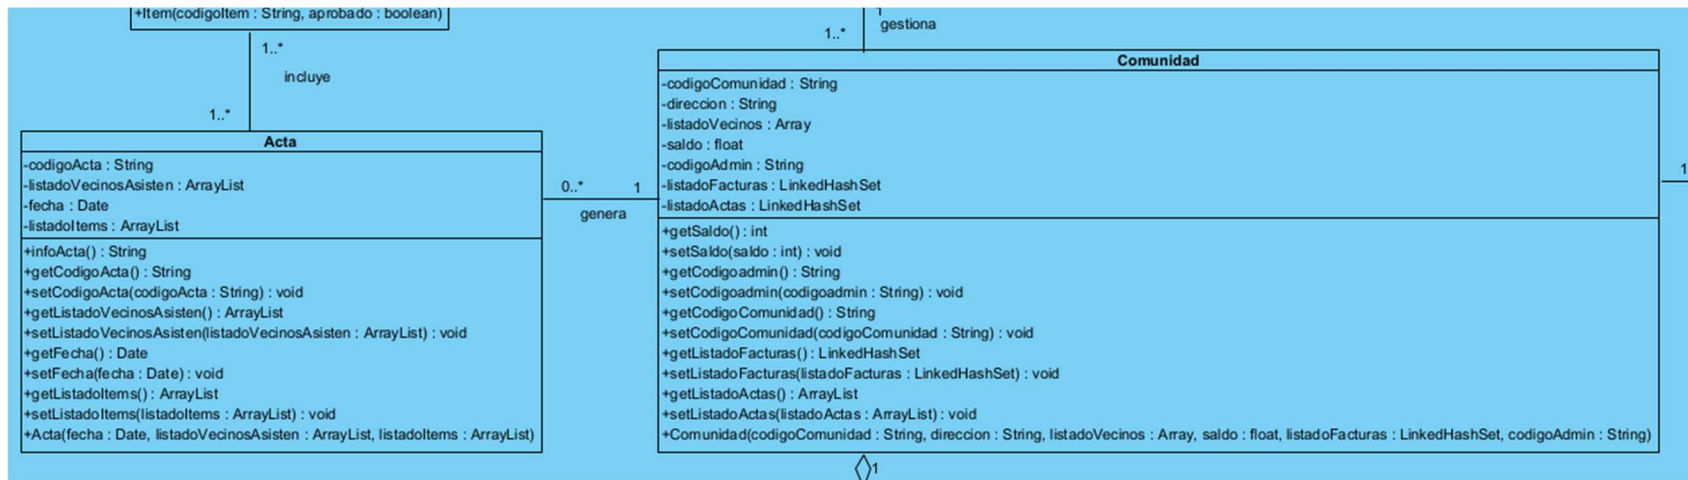 +Item(codigoItem : String, aprobado : boolean)
1..*
incluye
1..*
Acta
-codigoActa : String
-listadoVecinosAsisten : ArrayList
-fecha : Date
-listadoItems : ArrayList
+infoActa() : String
+getCodigoActa() : String
+setCodigoActa(codigoActa : String) : void
+getListadoVecinosAsisten() : ArrayList
+setListadoVecinosAsisten(listadoVecinosAsisten : ArrayList) : void
+getFecha() : Date
+setFecha(fecha : Date) : void
+getListadoItems() : ArrayList
+setListadoItems(listadoItems : ArrayList) : void
+Acta(fecha : Date, listadoVecinosAsisten : ArrayList, listadoItems : ArrayList)
0..*
1
genera
1
gestiona
1..*
Comunidad
-codigoComunidad : String
-direccion : String
-listadoVecinos : Array
-saldo : float
-codigoAdmin : String
-listadoFacturas : LinkedHashSet
-listadoActas : LinkedHashSet
+getSaldo() : int
+setSaldo(saldo : int) : void
+getCodigoadmin() : String
+setCodigoadmin(codigoadmin : String) : void
+getCodigoComunidad() : String
+setCodigoComunidad(codigoComunidad : String) : void
+getListadoFacturas() : LinkedHashSet
+setListadoFacturas(listadoFacturas : LinkedHashSet) : void
+getListadoActas() : ArrayList
+setListadoActas(listadoActas : ArrayList) : void
+Comunidad(codigoComunidad : String, direccion : String, listadoVecinos : Array, saldo : float, listadoFacturas : LinkedHashSet, codigoAdmin : String)
1
1